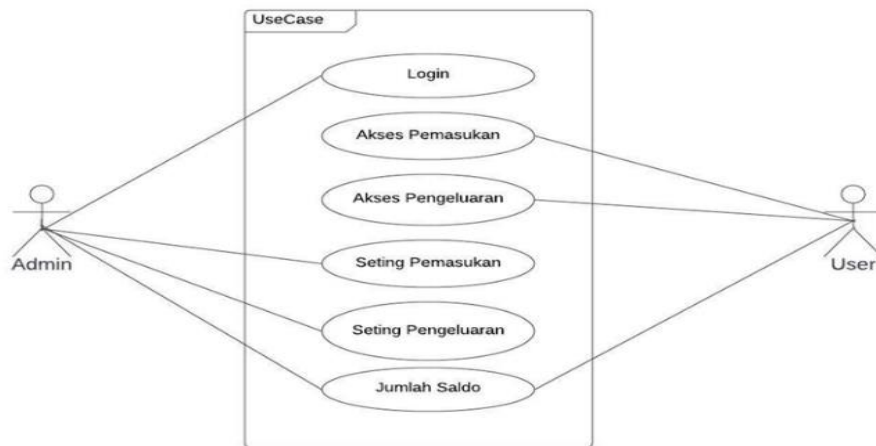 UseCase
Login
Akses Pemasukan
Akses Pengeluaran
Admin
Seting Pemasukan
User
Seting Pengeluaran
Jumlah Saldo